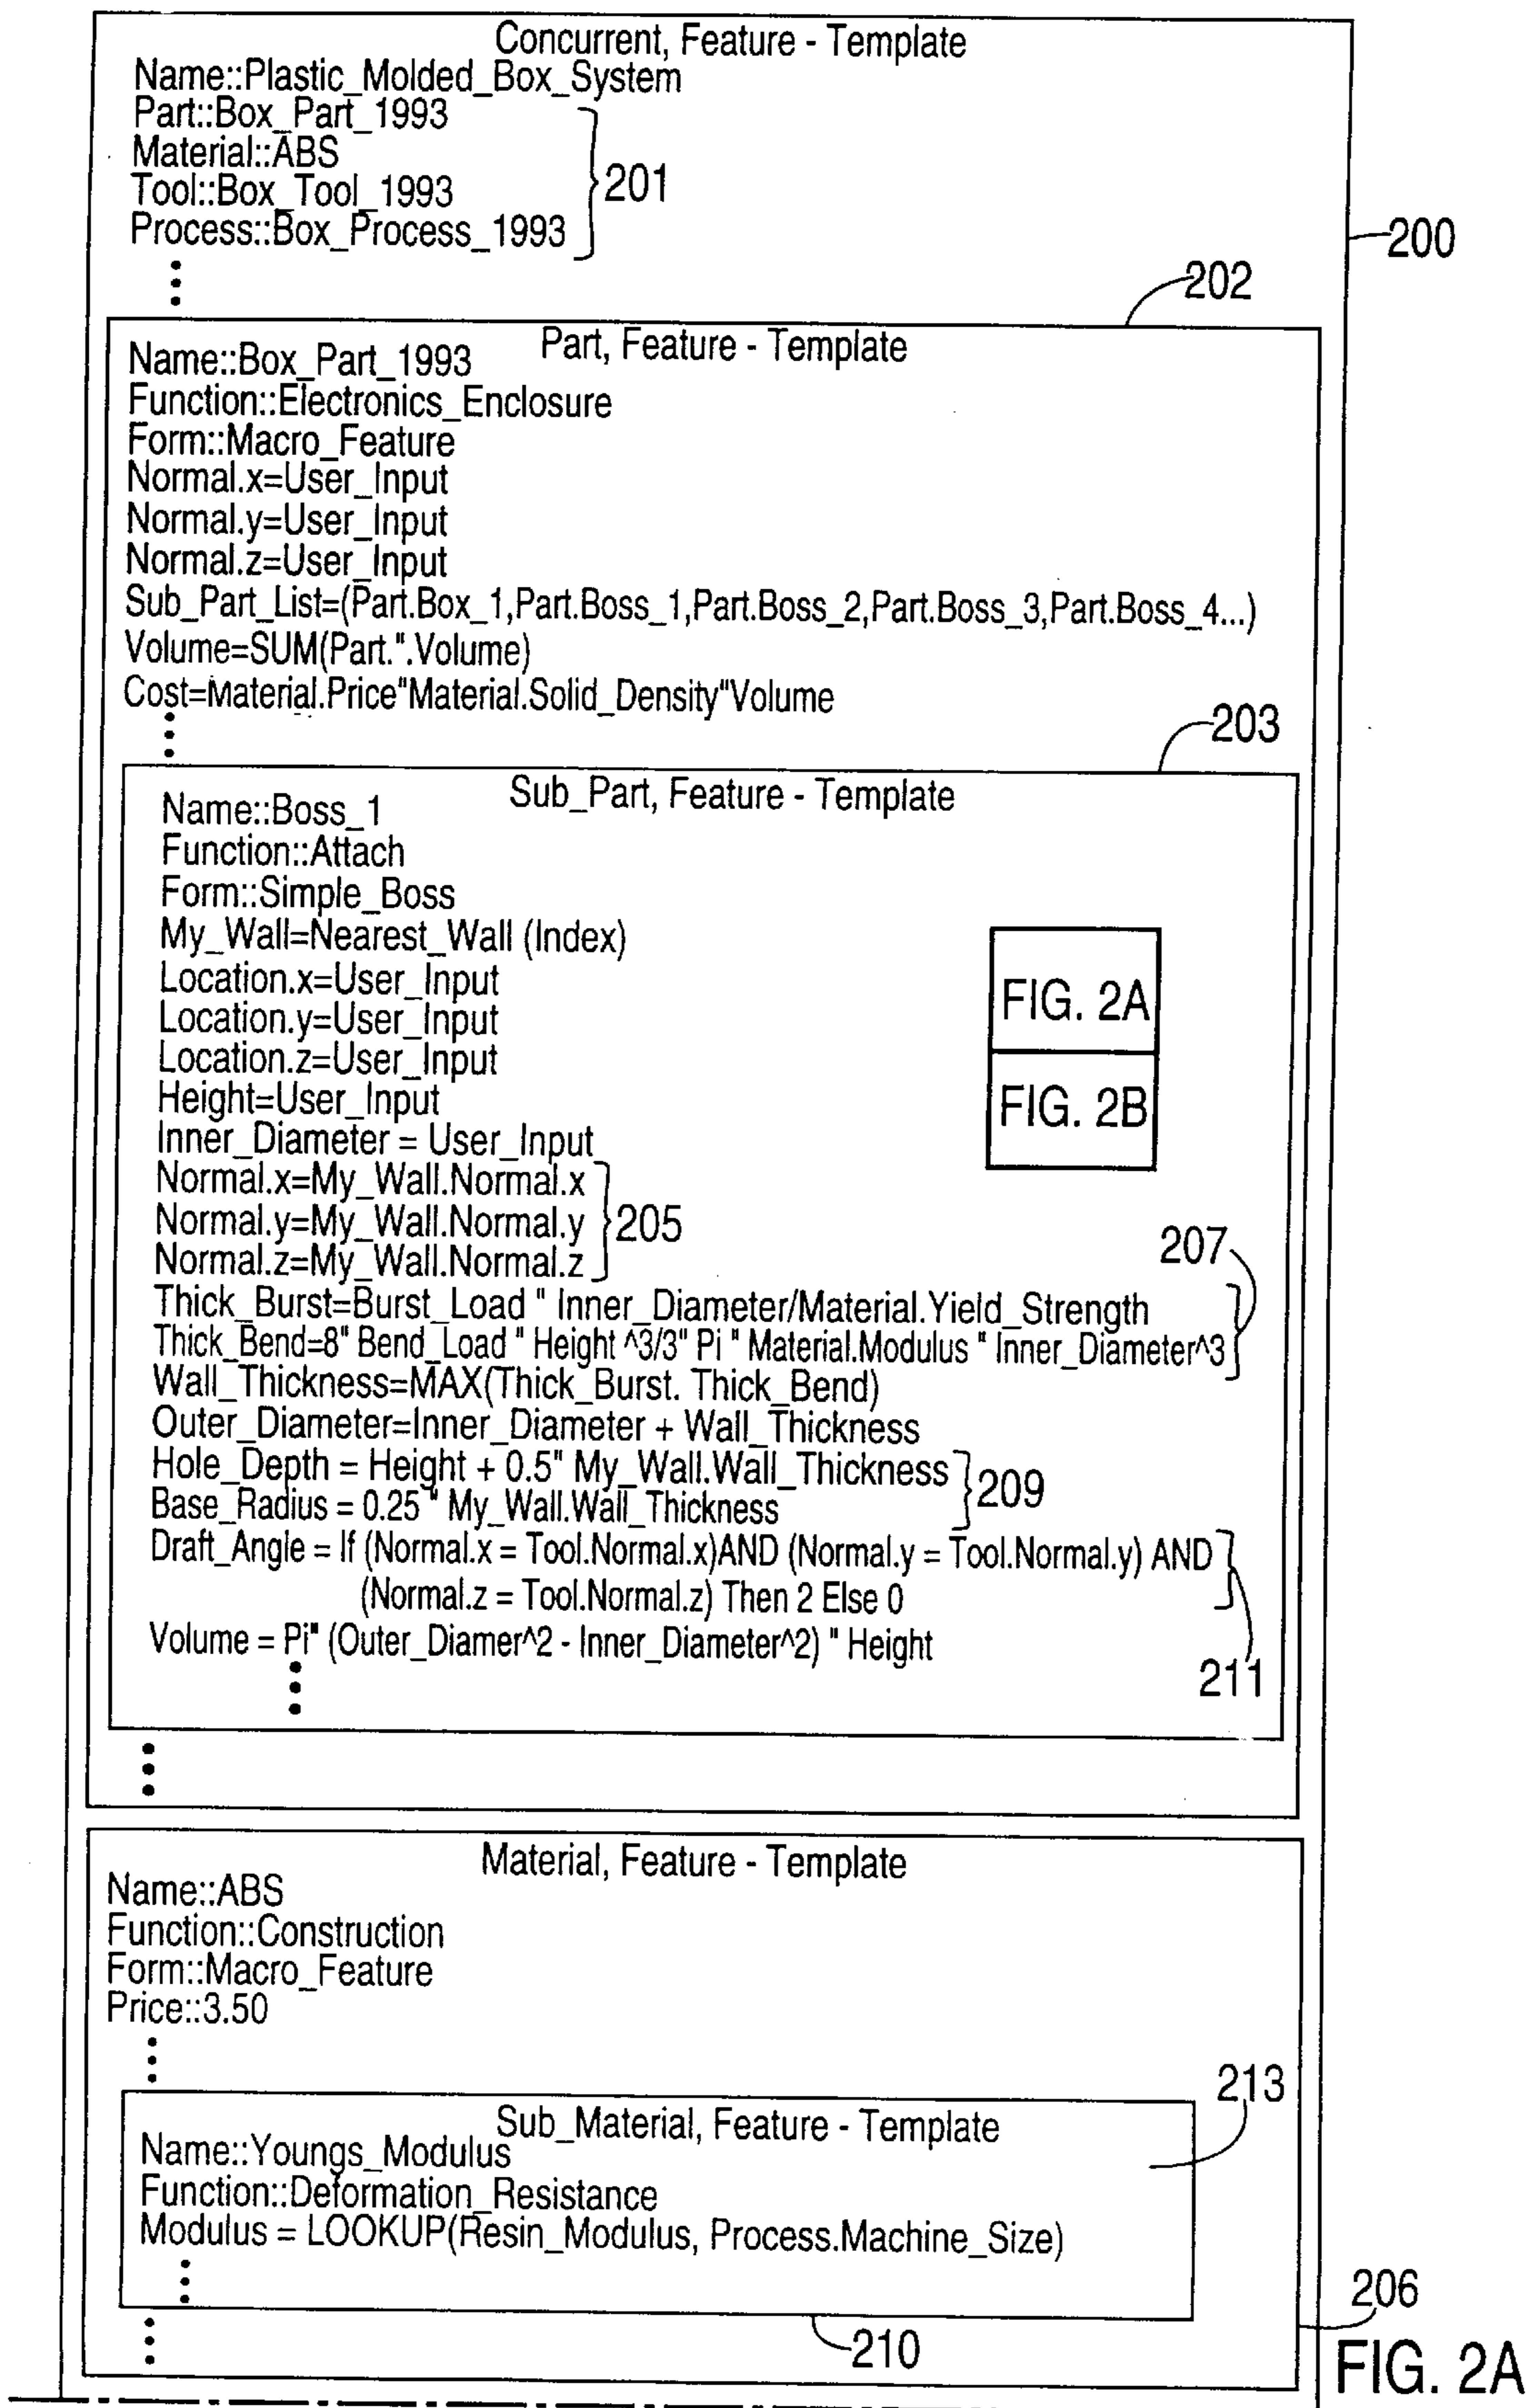 Concurrent, Feature - Template
Name::Plastic_Molded_Box_System
Part::Box_Part_1993
Material::ABS
Tool::Box_Tool_1993
Process::Box_Process_1993
201
200
202
Part, Feature - Template
Name::Box_Part_1993
Function::Electronics_Enclosure
Form::Macro_Feature
Normal.x=User_Input
Normal.y=User_Input
Normal.z=User_Input
Sub_Part_List=(Part.Box_1,Part.Boss_1,Part.Boss_2,Part.Boss_3,Part.Boss_4...)
Volume=SUM(Part.".Volume)
Cost=Material.Price"Material.Solid_Density"Volume
203
Sub_Part, Feature - Template
Name::Boss_1
Function::Attach
Form::Simple_Boss
My_Wall=Nearest_Wall (Index)
Location.x=User_Input
Location.y=User_Input
Location.z=User_Input
Height=User_Input
Inner_Diameter = User_Input
FIG. 2A
FIG. 2B
Normal.x=My_Wall.Normal.x
Normal.y=My_Wall.Normal.y
Normal.z=My_Wall.Normal.z
205
207
Thick_Burst=Burst_Load " Inner_Diameter/Material.Yield_Strength
Thick_Bend=8" Bend_Load " Height ^3/3" Pi " Material.Modulus " Inner_Diameter^3
Wall_Thickness=MAX(Thick_Burst. Thick_Bend)
Outer_Diameter=Inner_Diameter + Wall_Thickness
Hole_Depth = Height + 0.5" My_Wall.Wall_Thickness
Base_Radius = 0.25 " My_Wall.Wall_Thickness
209
Draft_Angle = If (Normal.x = Tool.Normal.x)AND (Normal.y = Tool.Normal.y) AND
(Normal.z = Tool.Normal.z) Then 2 Else 0
Volume = Pi" (Outer_Diamer^2 - Inner_Diameter^2) " Height
211
Material, Feature - Template
Name::ABS
Function::Construction
Form::Macro_Feature
Price::3.50
213
Sub_Material, Feature - Template
Name::Youngs_Modulus
Function::Deformation_Resistance
Modulus = LOOKUP(Resin_Modulus, Process.Machine_Size)
210
206
FIG. 2A